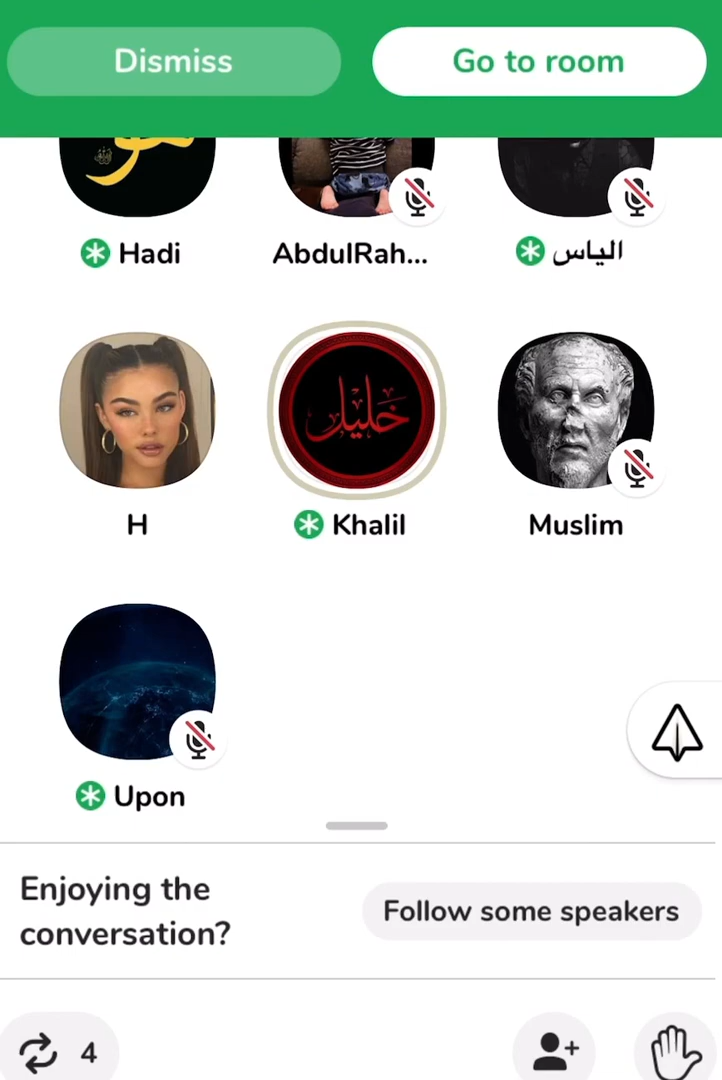 Dismiss
Go to room
Hadi
AbdulRah...
الياس
H
Khalil
خليل
Muslim
Upon
Enjoying the
conversation?
Follow some speakers
4